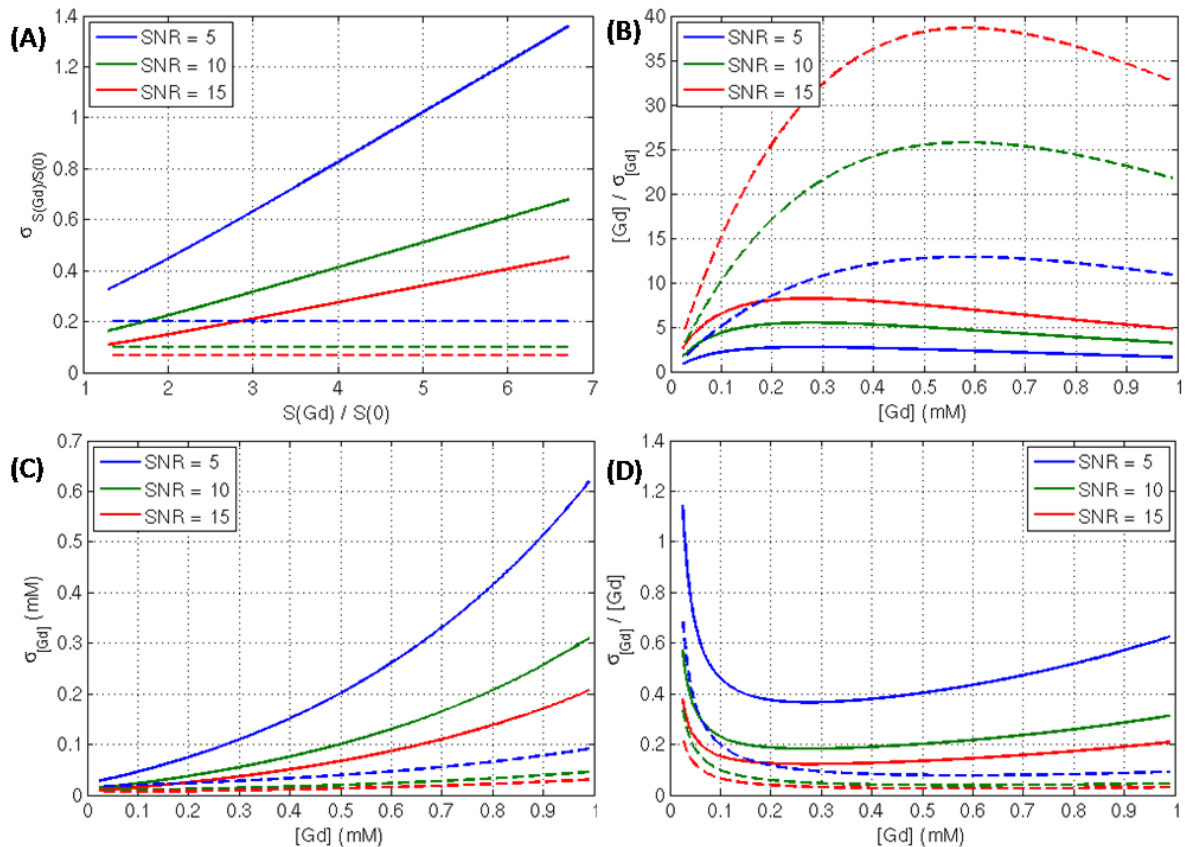 (A)
1.4
1.2
1
0.8
0.6
0.4
0.2
0
SNR = 5
SNR = 10
SNR = 15
σ S(Gd)/S(0)
1 2 3 4 5 6 7
S(Gd) / S(0)
(B)
40
35
30
25
20
15
10
5
0
SNR = 5
SNR = 10
SNR = 15
[Gd] / σ[Gd]
0 0.1 0.2 0.3 0.4 0.5 0.6 0.7 0.8 0.9 1
[Gd] (mM)
(C)
0.7
0.6
0.5
0.4
0.3
0.2
0.1
0
SNR = 5
SNR = 10
SNR = 15
σ[Gd] (mM)
0 0.1 0.2 0.3 0.4 0.5 0.6 0.7 0.8 0.9 1
[Gd] (mM)
(D)
1.4
1.2
1
0.8
0.6
0.4
0.2
0
SNR = 5
SNR = 10
SNR = 15
σ[Gd] / [Gd]
0 0.1 0.2 0.3 0.4 0.5 0.6 0.7 0.8 0.9 1
[Gd] (mM)